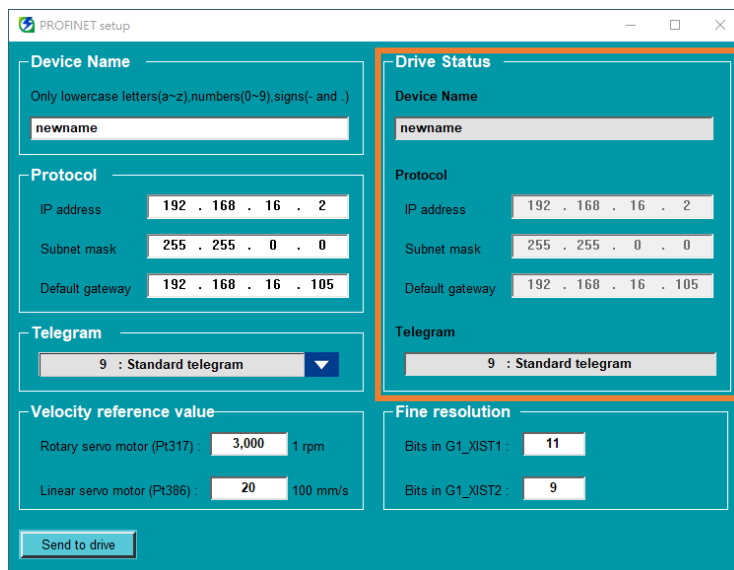 PROFINET setup
Device Name
Only lowercase letters(a~z),numbers(0~9),signs(- and .)
newname
Protocol
IP address 192 . 168 . 16 . 2
Subnet mask 255 . 255 . 0 . 0
Default gateway 192 . 168 . 16 . 105
Telegram
9 : Standard telegram
Drive Status
Device Name
newname
Protocol
IP address 192 . 168 . 16 . 2
Subnet mask 255 . 255 . 0 . 0
Default gateway 192 . 168 . 16 . 105
Telegram
9 : Standard telegram
Velocity reference value
Rotary servo motor (Pt317) : 3,000 1 rpm
Linear servo motor (Pt386) : 20 100 mm/s
Fine resolution
Bits in G1_XIST1 : 11
Bits in G1_XIST2 : 9
Send to drive